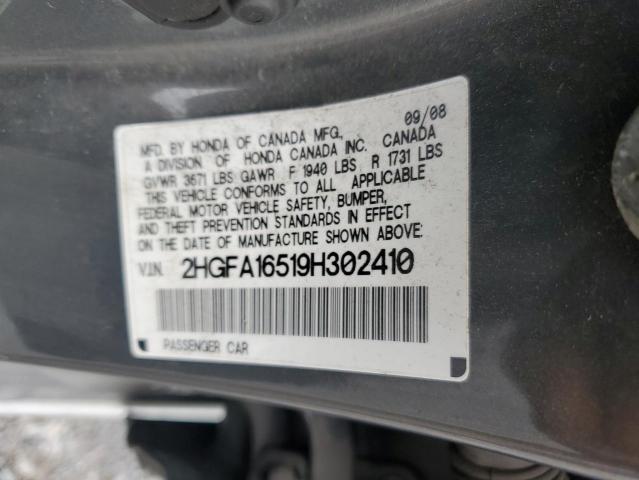 09/08
MFD. BY HONDA OF CANADA MFG.,
A DIVISION OF HONDA CANADA INC. CANADA
GVWR 3671 LBS GAWR F 1940 LBS R 1731 LBS
THIS VEHICLE CONFORMS TO ALL APPLICABLE
FEDERAL MOTOR VEHICLE SAFETY, BUMPER,
AND THEFT PREVENTION STANDARDS IN EFFECT
ON THE DATE OF MANUFACTURE SHOWN ABOVE:
V.I.N. 2HGFA16519H302410
PASSENGER CAR